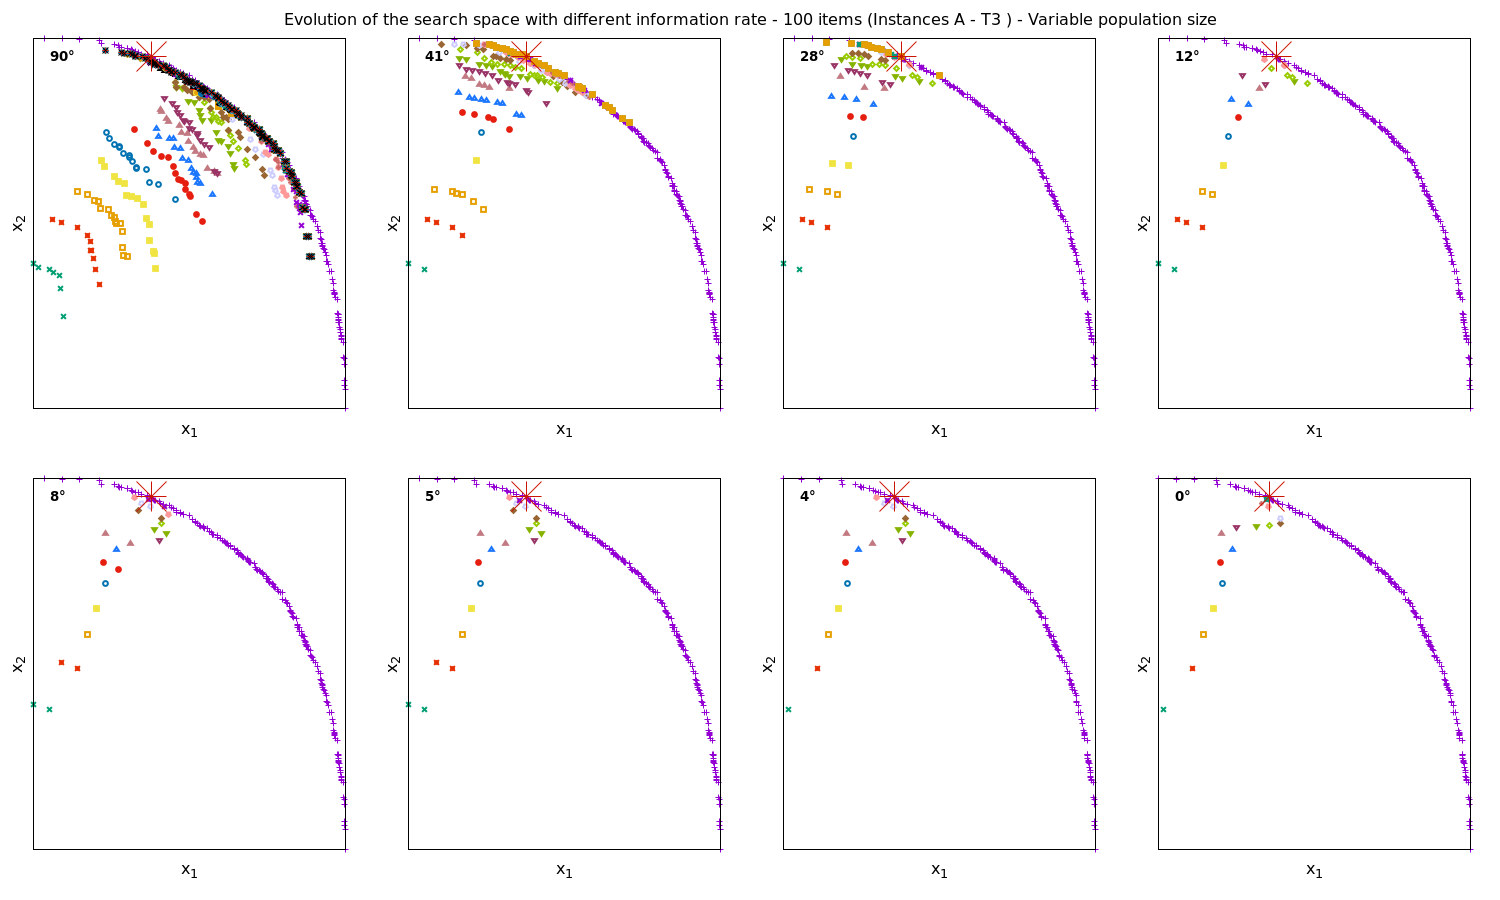 Evolution of the search space with different information rate - 100 items (Instances A - T3 ) - Variable population size
90°
41°
28°
12°
x2
x2
x2
x2
x1
x1
x1
x1
8°
5°
4°
0°
x2
x2
x2
x2
x1
x1
x1
x1